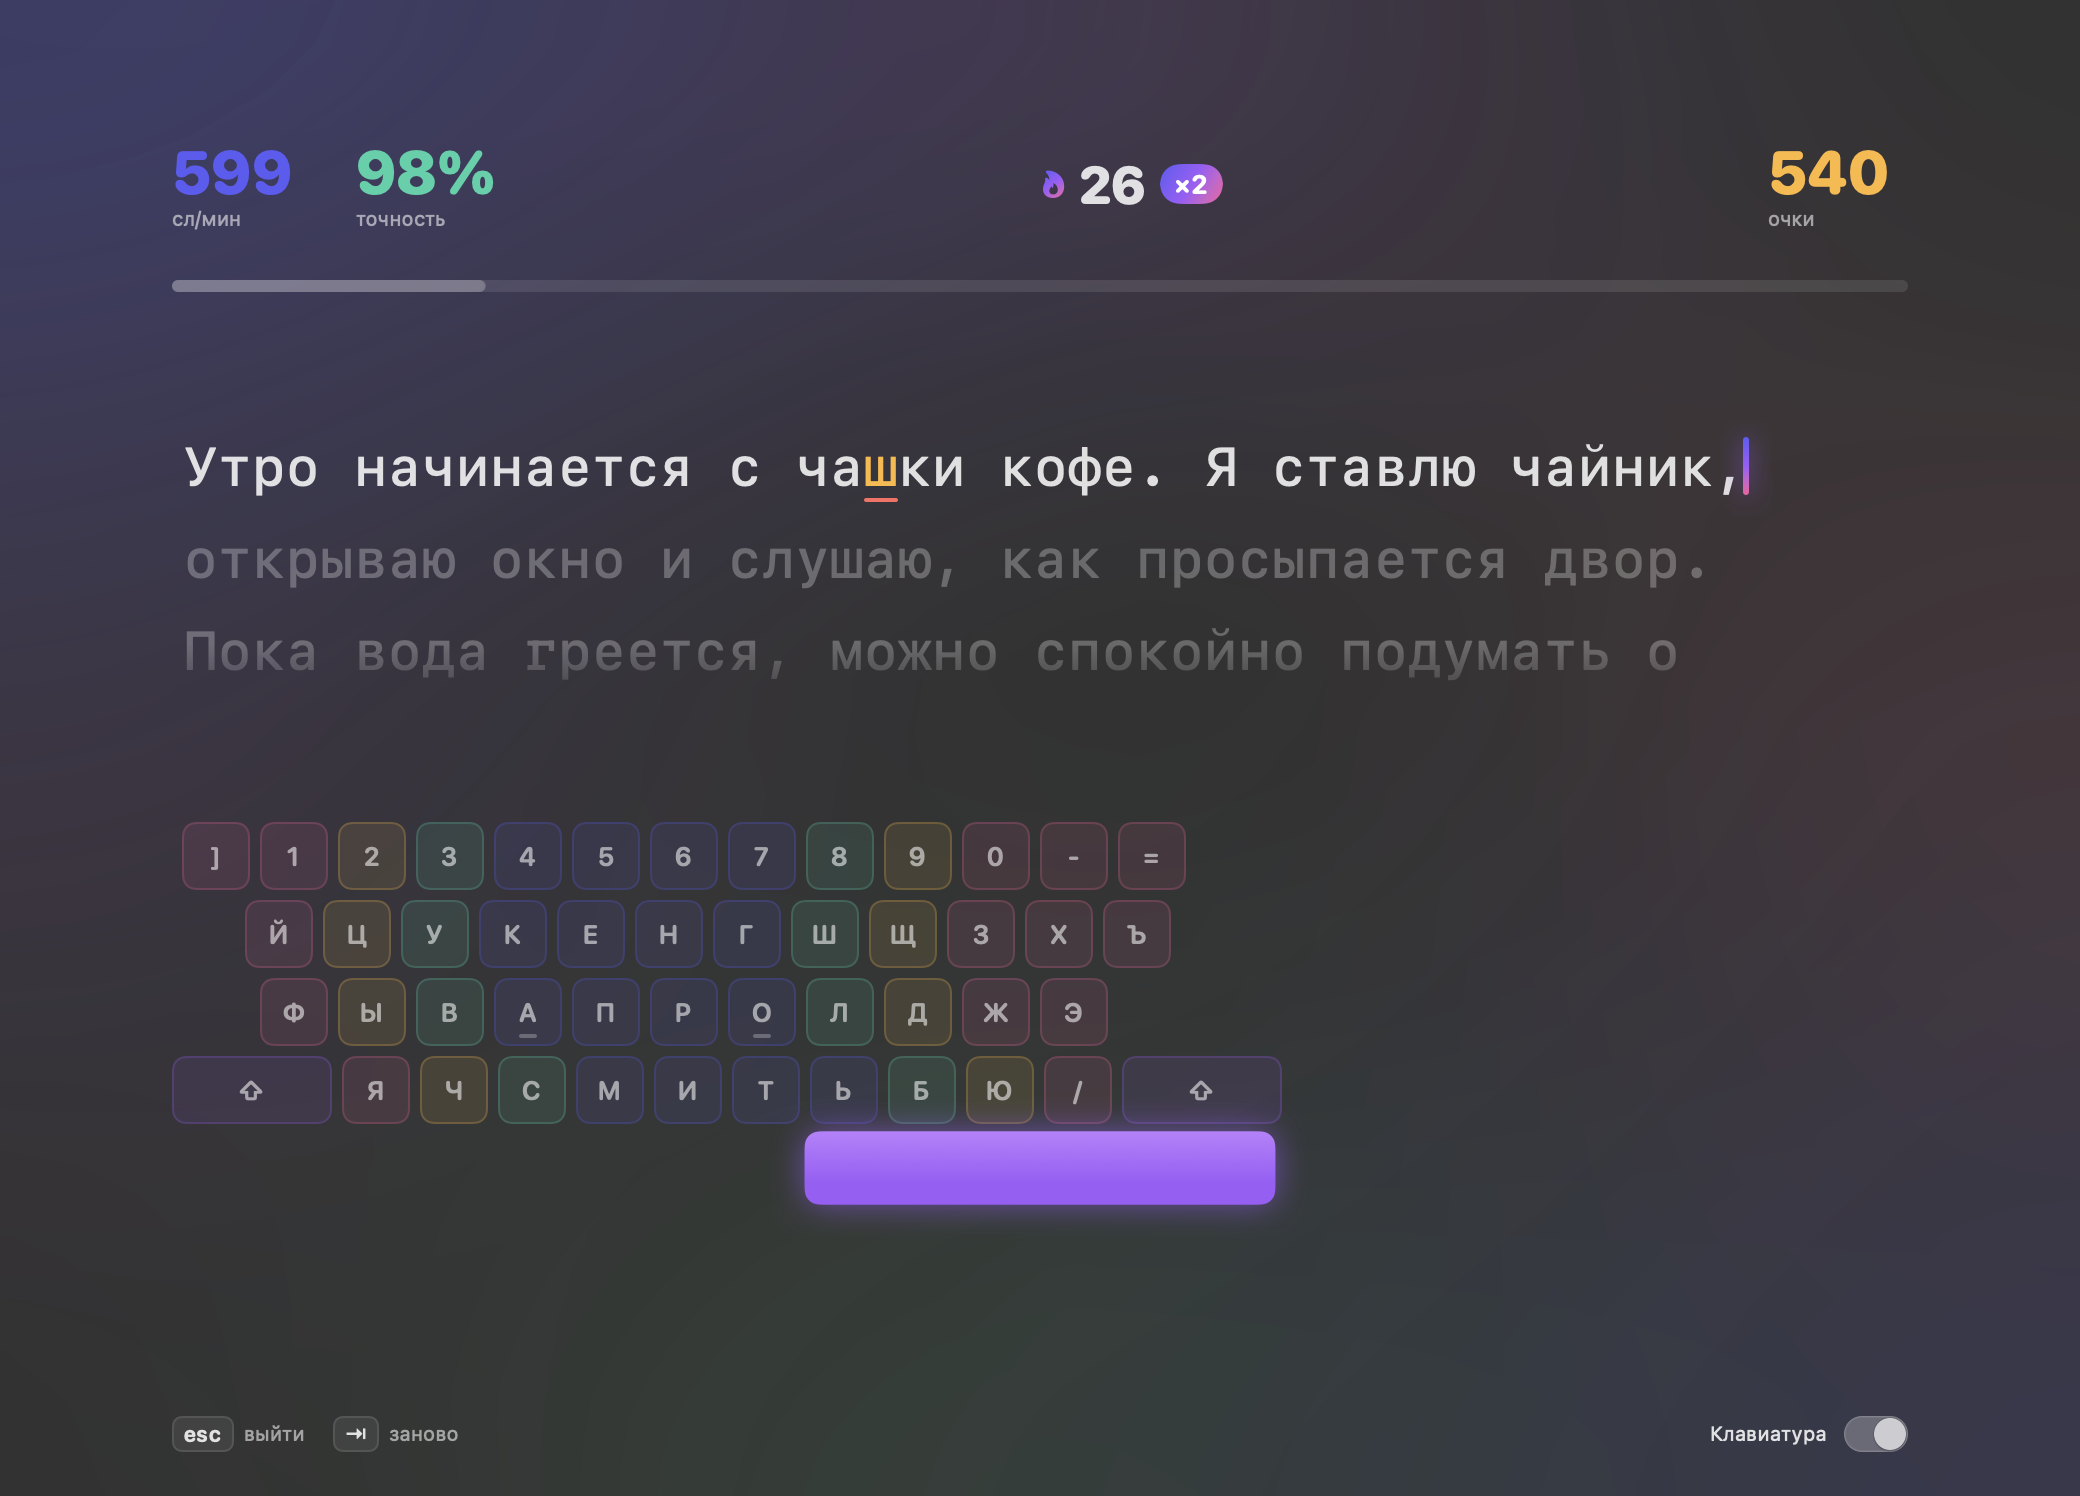 599 98% 26 ×2 540
сл/мин точность очки
Утро начинается с чашки кофе. Я ставлю чайник,
открываю окно и слушаю, как просыпается двор.
Пока вода греется, можно спокойно подумать о
] 1 2 3 4 5 6 7 8 9 0 - =
Й Ц У К Е Н Г Ш Щ З Х Ъ
Ф Ы В А П Р О Л Д Ж Э
Я Ч С М И Т Ь Б Ю /
esc выйти ⇥ заново Клавиатура